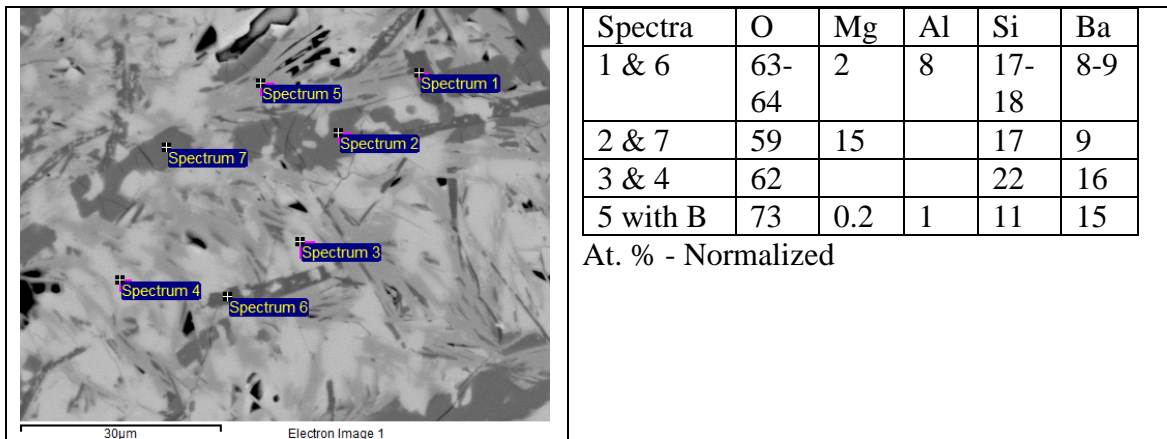 Spectrum 1
Spectrum 5
Spectrum 2
Spectrum 7
Spectrum 3
Spectrum 4
Spectrum 6
30µm Electron Image 1
Spectra O Mg Al Si Ba
1 & 6 63-64 2 8 17-18 8-9
2 & 7 59 15 17 9
3 & 4 62 22 16
5 with B 73 0.2 1 11 15
At. % - Normalized